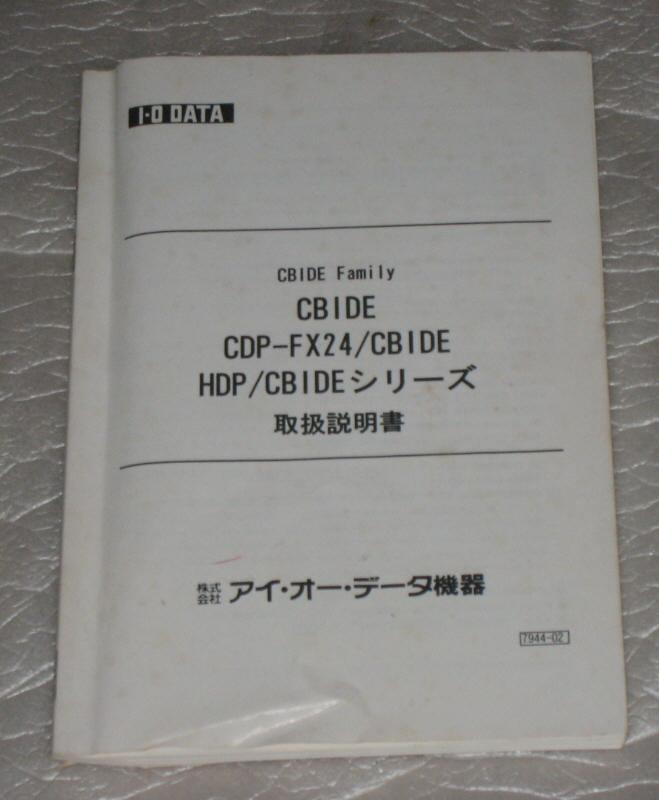 I-O DATA
CBIDE Family
CBIDE
CDP-FX24/CBIDE
HDP/CBIDEシリーズ
取扱説明書
株式会社 アイ・オー・データ機器
7944-02